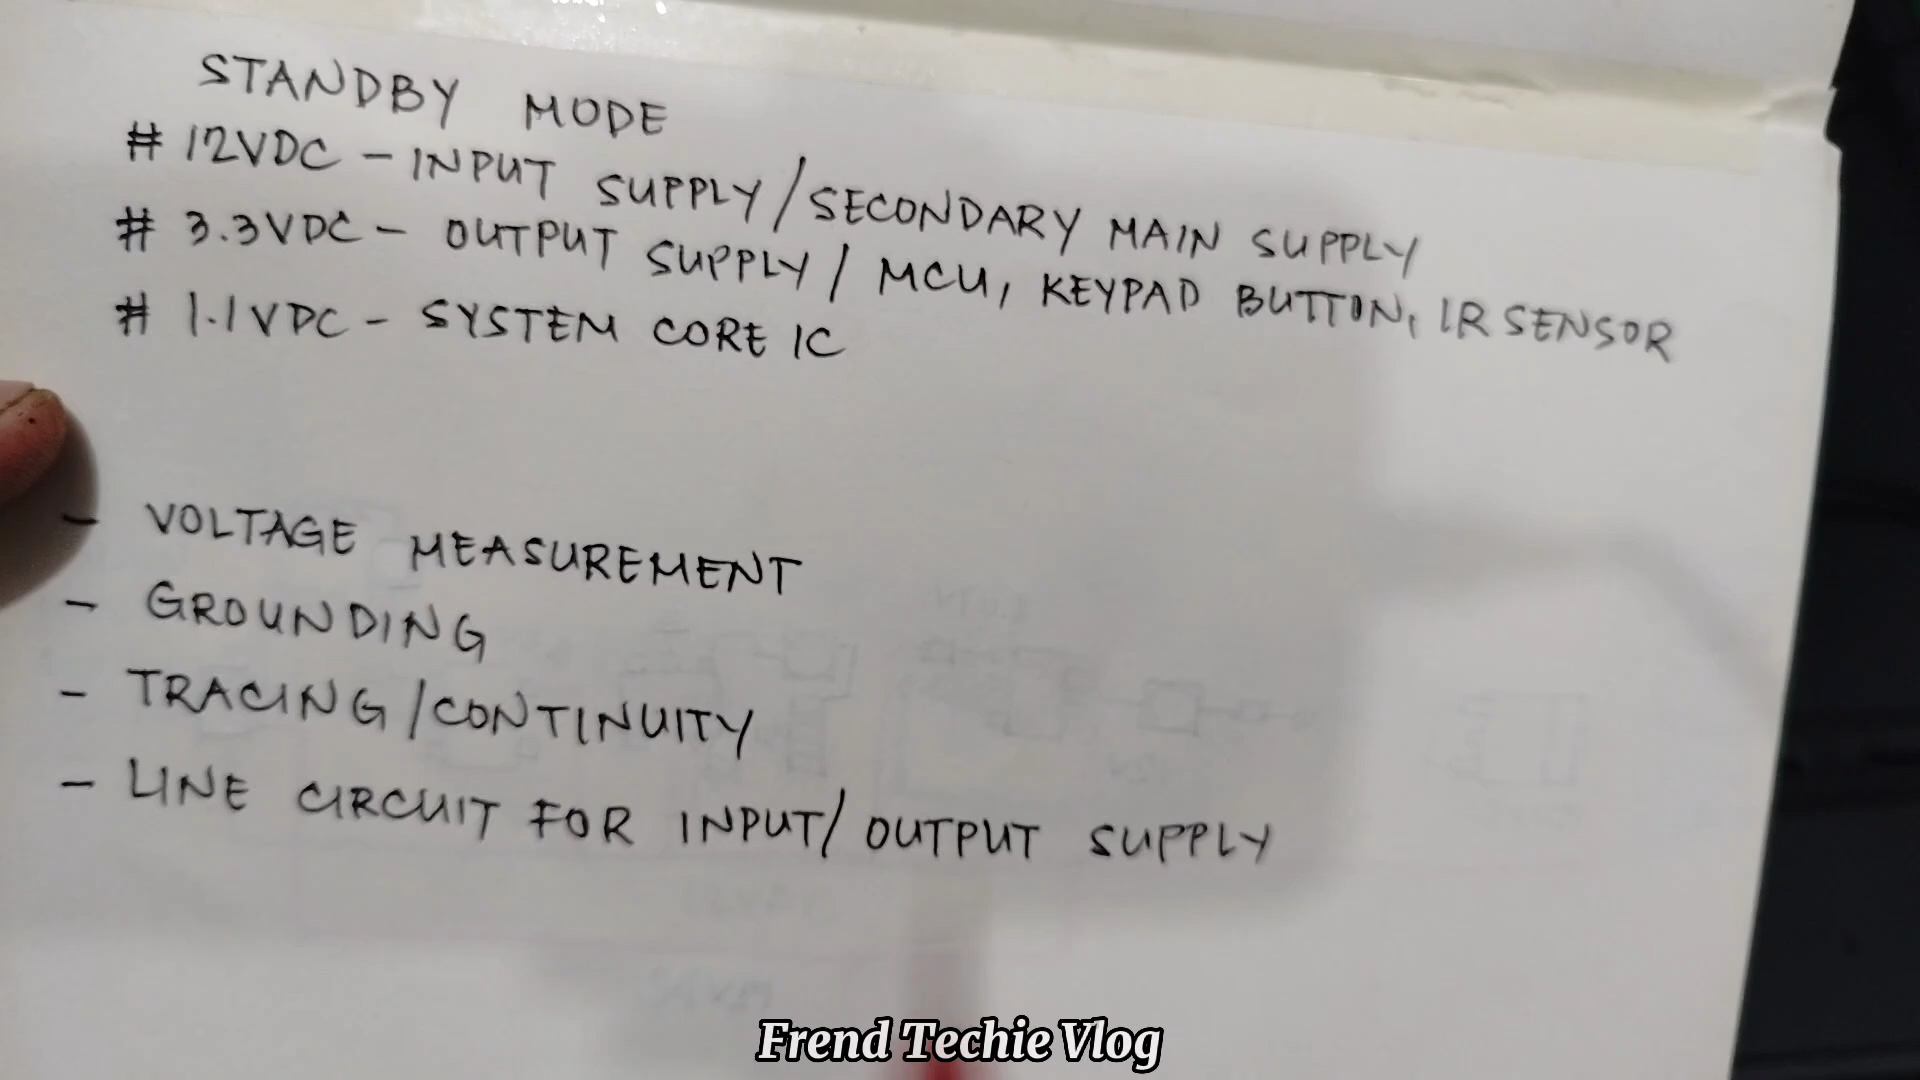 STANDBY MODE
# 12VDC - INPUT SUPPLY/SECONDARY MAIN SUPPLY
# 3.3VDC - OUTPUT SUPPLY/ MCU, KEYPAD BUTTON, IR SENSOR
# 1.1VDC - SYSTEM CORE IC
- VOLTAGE MEASUREMENT
- GROUNDING
- TRACING/CONTINUITY
- LINE CIRCUIT FOR INPUT/OUTPUT SUPPLY
Frend Techie Vlog